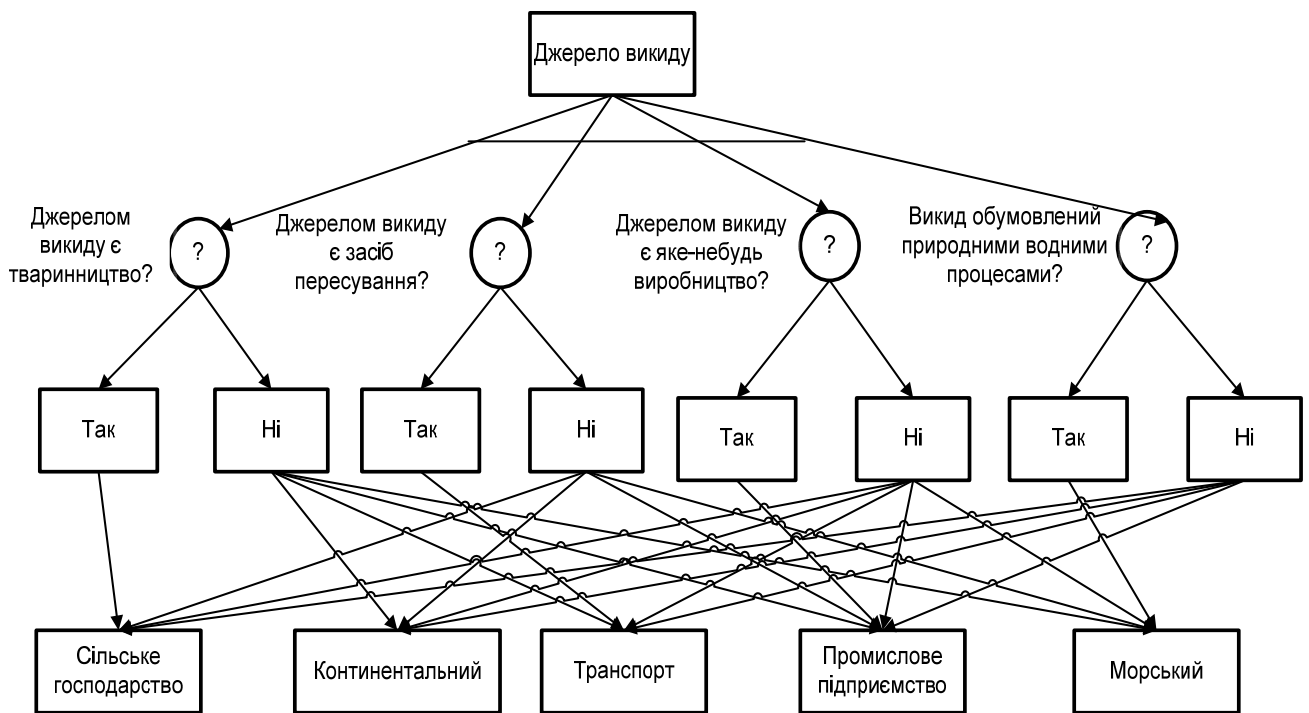 Джерело викиду
Джерелом
викиду є
тваринництво?
?
Джерелом викиду
є засіб
пересування?
?
Джерелом викиду
є яке-небудь
виробництво?
?
Викид обумовлений
природними водними
процесами?
?
Так
Ні
Так
Ні
Так
Ні
Так
Ні
Сільське
господарство
Континентальний
Транспорт
Промислове
підприємство
Морський